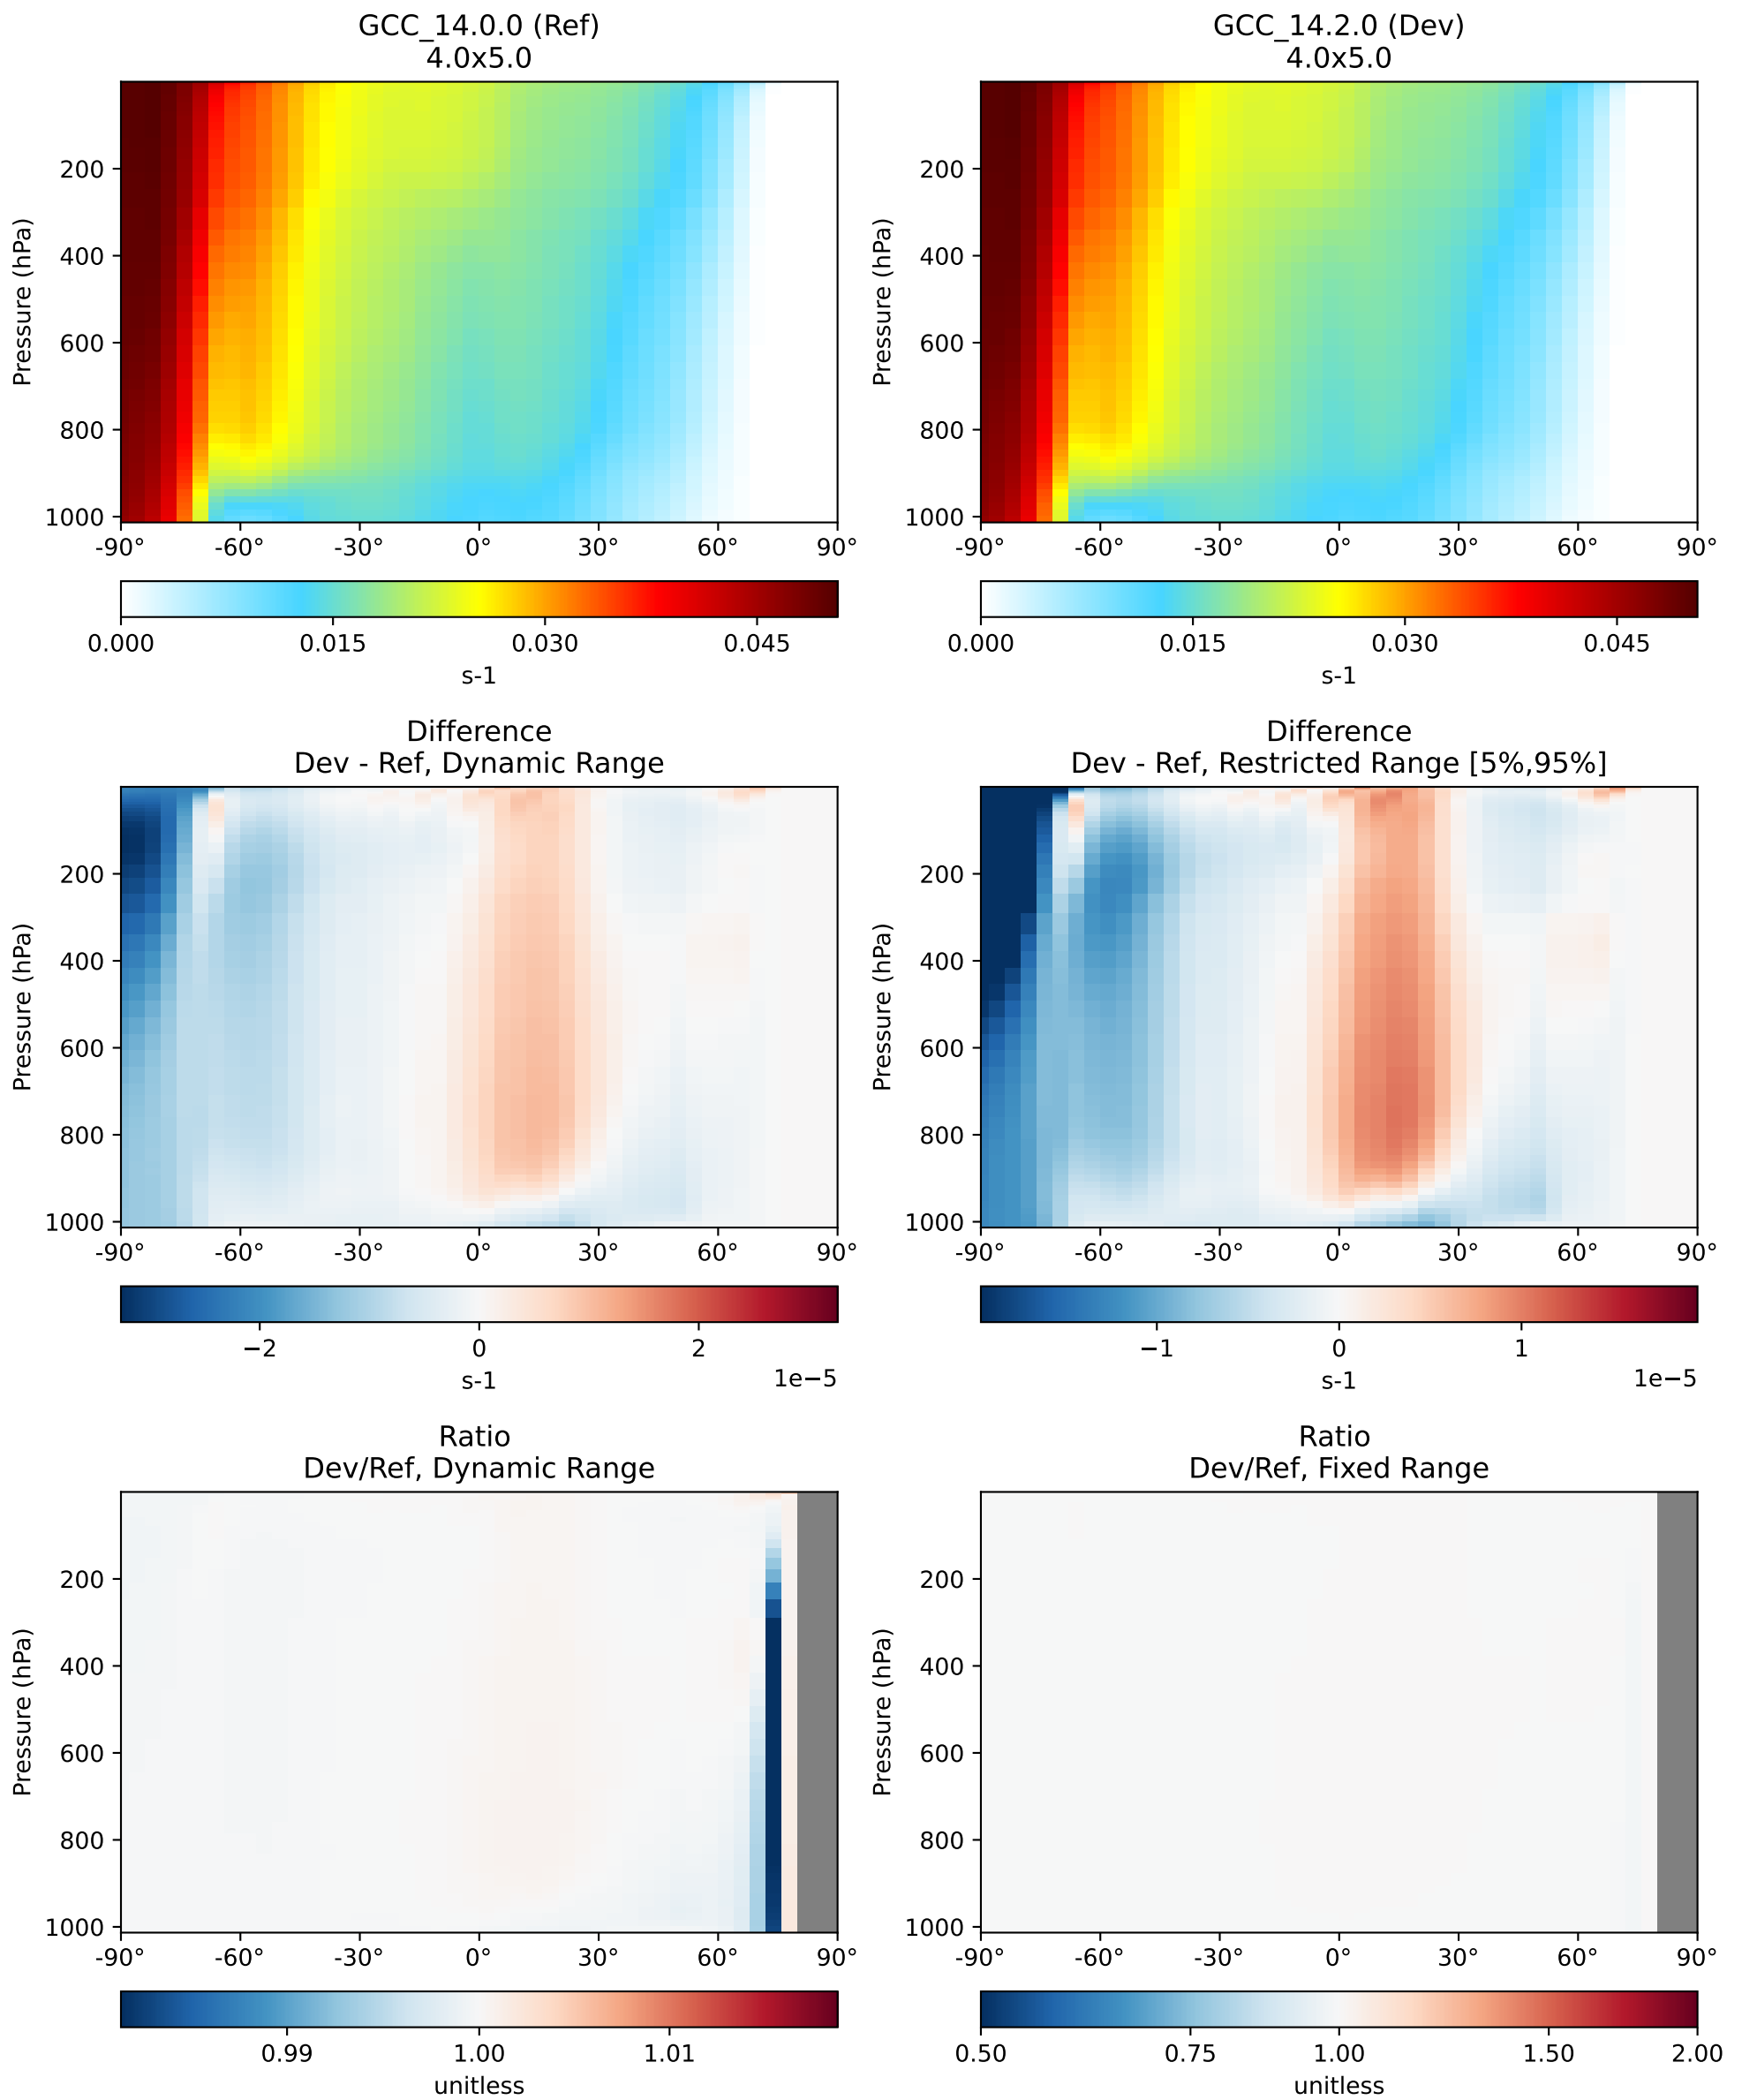 GCC_14.0.0 (Ref)
4.0x5.0
GCC_14.2.0 (Dev)
4.0x5.0
Pressure (hPa)
200
400
600
800
1000
-90° -60° -30° 0° 30° 60° 90°
0.000 0.015 0.030 0.045
s-1
Pressure (hPa)
200
400
600
800
1000
-90° -60° -30° 0° 30° 60° 90°
0.000 0.015 0.030 0.045
s-1
Difference
Dev - Ref, Dynamic Range
Pressure (hPa)
200
400
600
800
1000
-90° -60° -30° 0° 30° 60° 90°
−2 0 2
s-1
1e−5
Difference
Dev - Ref, Restricted Range [5%,95%]
Pressure (hPa)
200
400
600
800
1000
-90° -60° -30° 0° 30° 60° 90°
−1 0 1
s-1
1e−5
Ratio
Dev/Ref, Dynamic Range
Pressure (hPa)
200
400
600
800
1000
-90° -60° -30° 0° 30° 60° 90°
0.99 1.00 1.01
unitless
Ratio
Dev/Ref, Fixed Range
Pressure (hPa)
200
400
600
800
1000
-90° -60° -30° 0° 30° 60° 90°
0.50 0.75 1.00 1.50 2.00
unitless